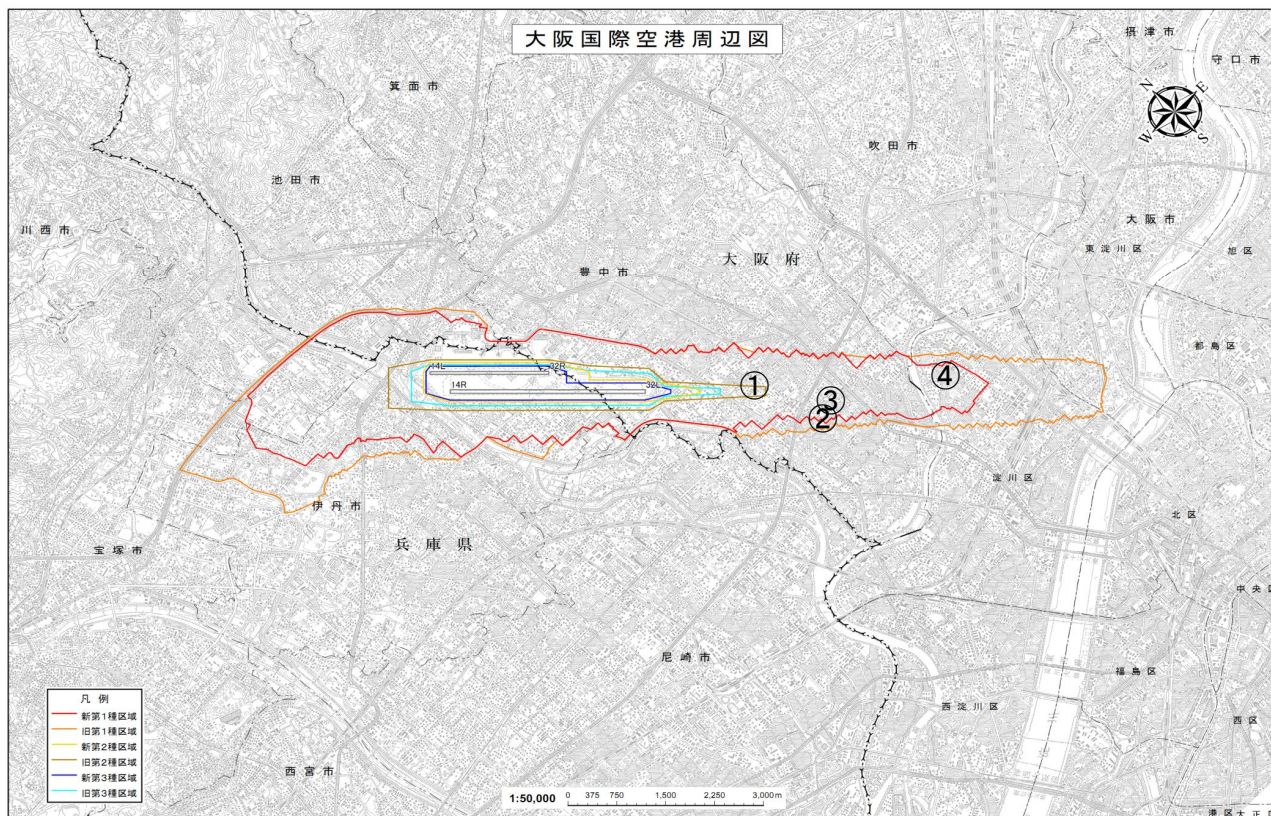 大阪国際空港周辺図
摂津市
守口市
箕面市
N
E
W
S
吹田市
池田市
大阪市
川西市
東淀川区
旭区
大阪府
豊中市
都島区
14L
32R
14R
32L
①
④
③
②
淀川区
伊丹市
北区
兵庫県
宝塚市
中央区
尼崎市
福島区
西淀川区
西区
西宮市
港区
大正区
凡例
新第1種区域
旧第1種区域
新第2種区域
旧第2種区域
新第3種区域
旧第3種区域
1:50,000
0 375 750 1,500 2,250 3,000m